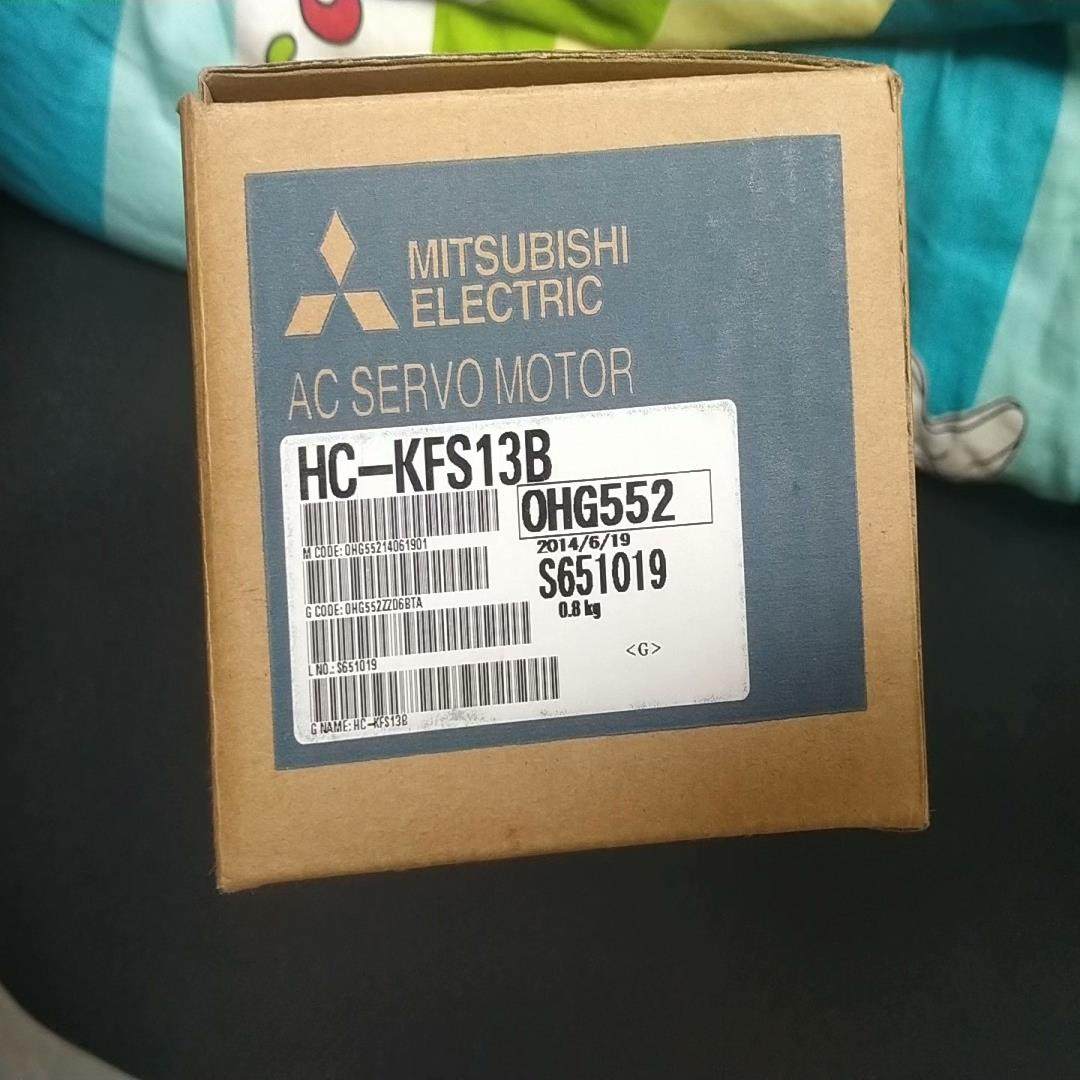 MITSUBISHI
ELECTRIC
AC SERVO MOTOR
HC-KFS13B
OHG552
2014/6/19
M CODE: OHG55214061901
S651019
0.8 kg
G CODE: OHG552ZZ06BTA
<G>
L NO.: S651019
G NAME: HC-KFS13B